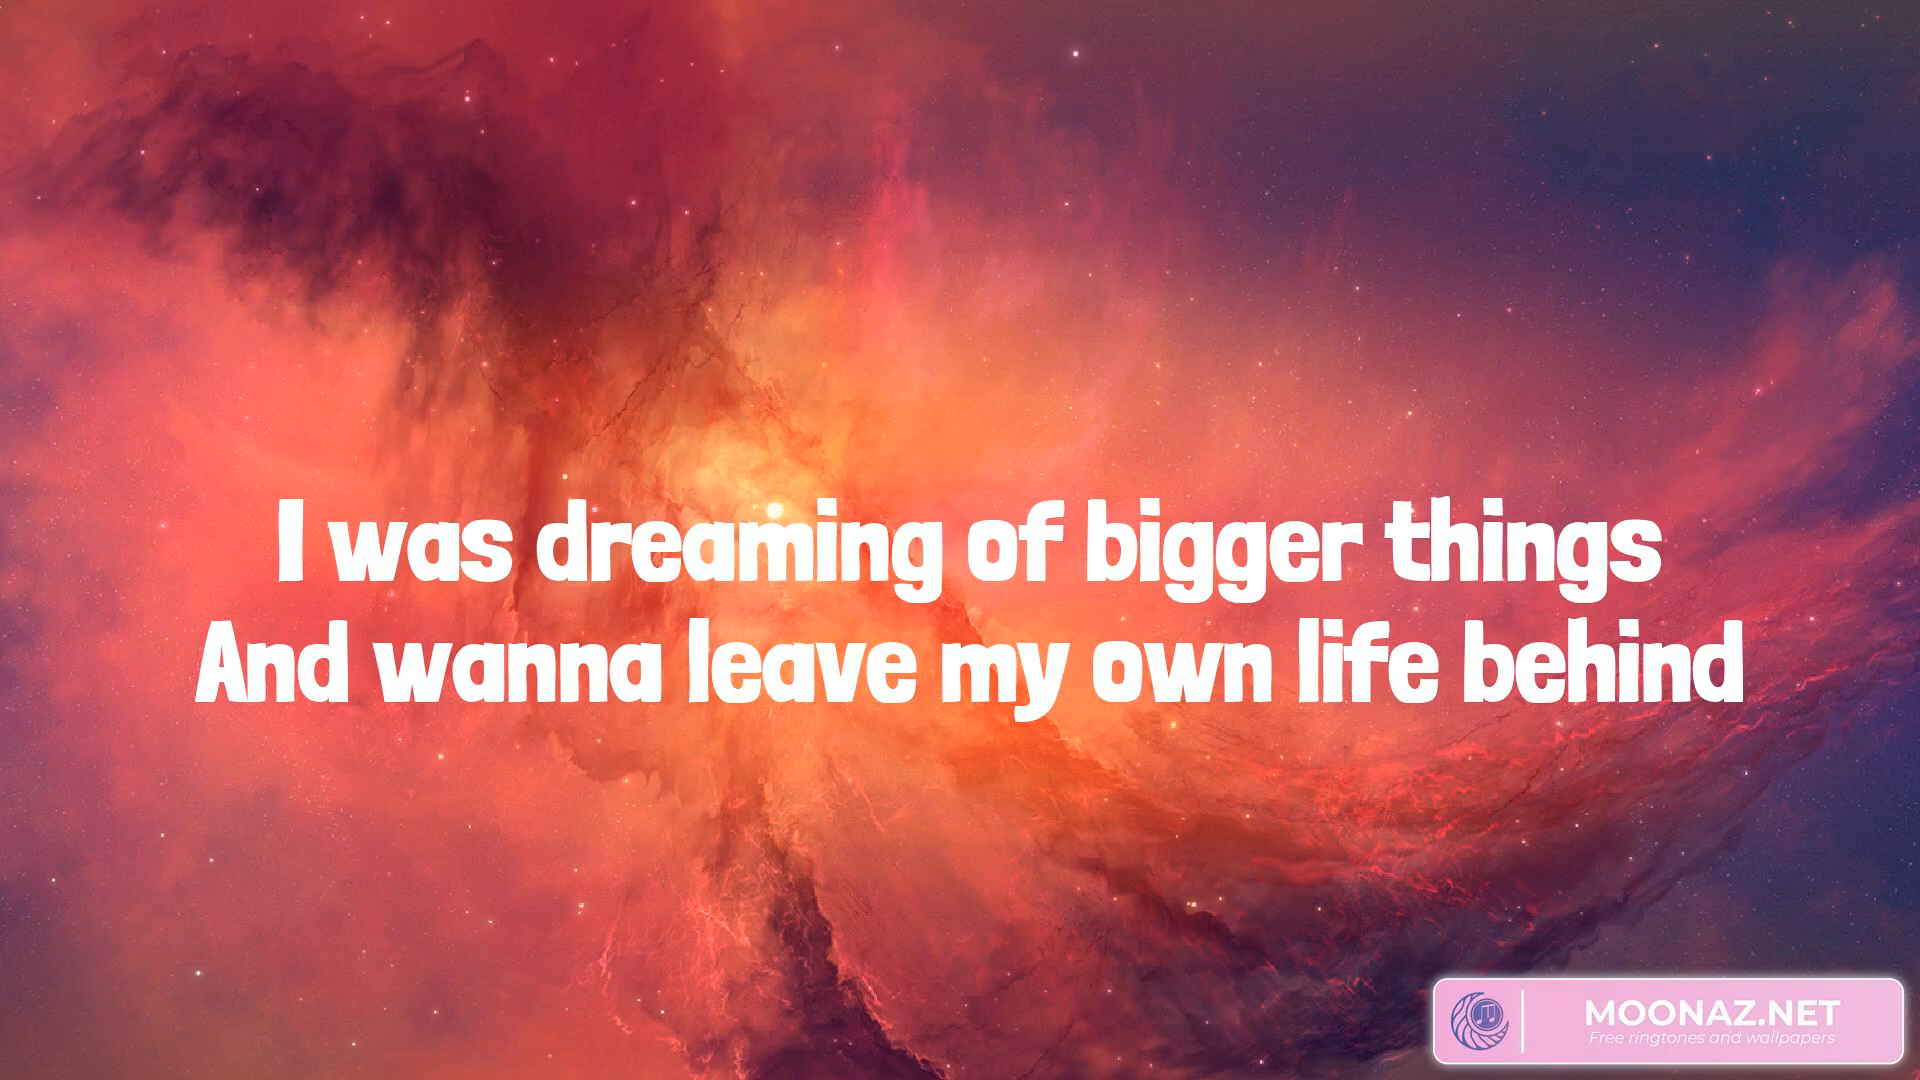 I was dreaming of bigger things
And wanna leave my own life behind
MOONAZ.NET
Free ringtones and wallpapers